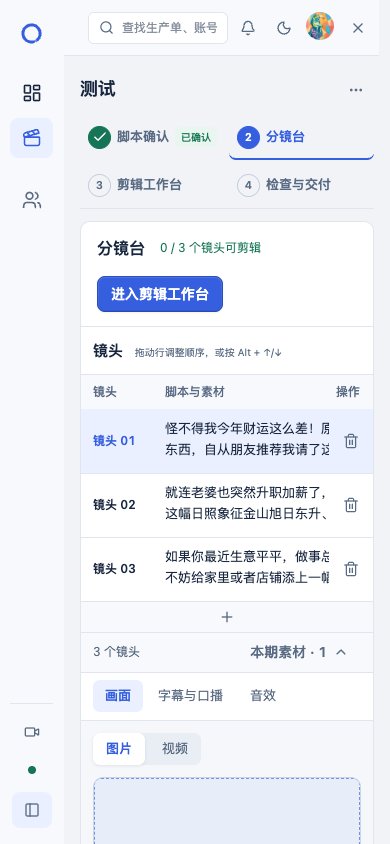 查找生产单、账号
测试
脚本确认 已确认
2 分镜台
3 剪辑工作台
4 检查与交付
分镜台 0 / 3 个镜头可剪辑
进入剪辑工作台
镜头 拖动行调整顺序，或按 Alt + ↑/↓
镜头 脚本与素材 操作
镜头 01
怪不得我今年财运这么差！原
东西，自从朋友推荐我请了这
镜头 02
就连老婆也突然升职加薪了，
这幅日照象征金山旭日东升、
镜头 03
如果你最近生意平平，做事总
不妨给家里或者店铺添上一幅
+
3 个镜头 本期素材 · 1
画面 字幕与口播 音效
图片 视频